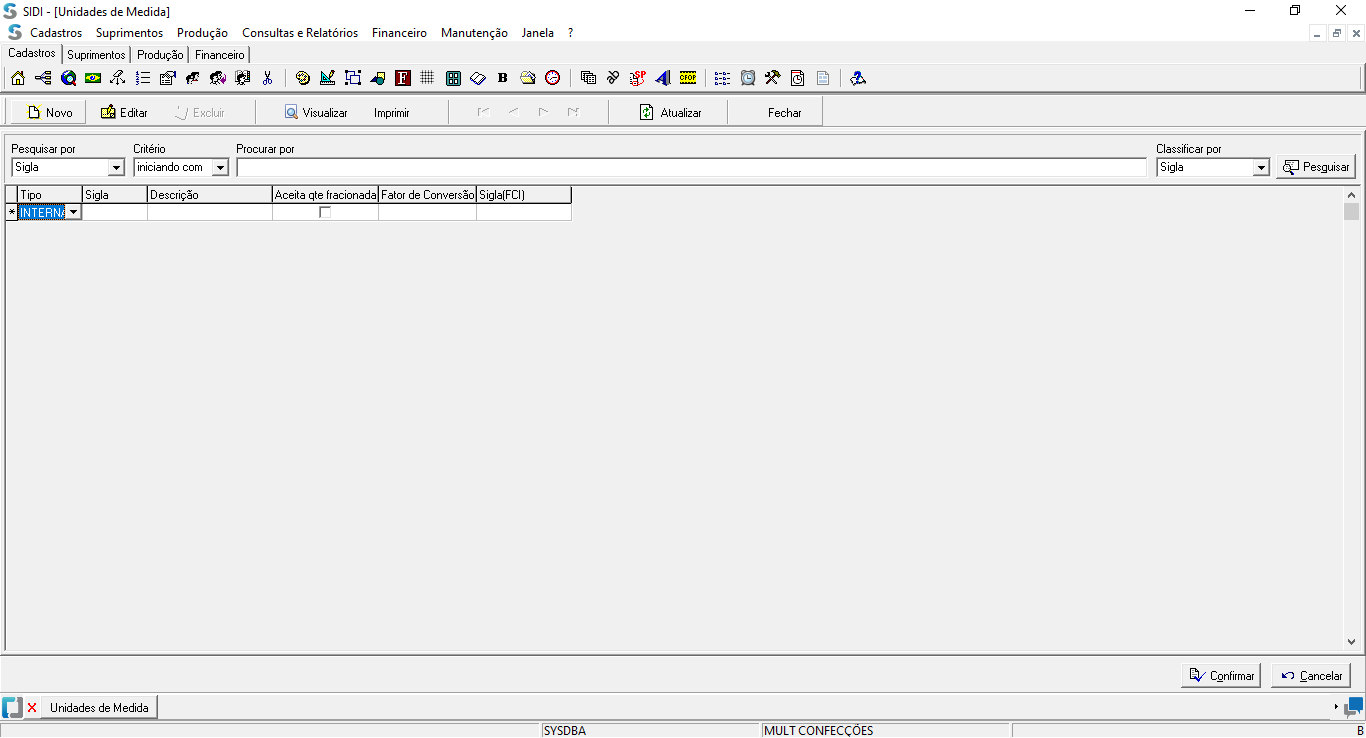 SIDI - [Unidades de Medida]
Cadastros Suprimentos Produção Consultas e Relatórios Financeiro Manutenção Janela ?
Cadastros Suprimentos Produção Financeiro
F B SP CFOP
Novo Editar Excluir Visualizar Imprimir Atualizar Fechar
Pesquisar por Critério Procurar por Classificar por
Sigla iniciando com Sigla Pesquisar
Tipo Sigla Descrição Aceita qte fracionada Fator de Conversão Sigla(FCI)
* INTERNA
Confirmar Cancelar
Unidades de Medida
SYSDBA MULT CONFECÇÕES B